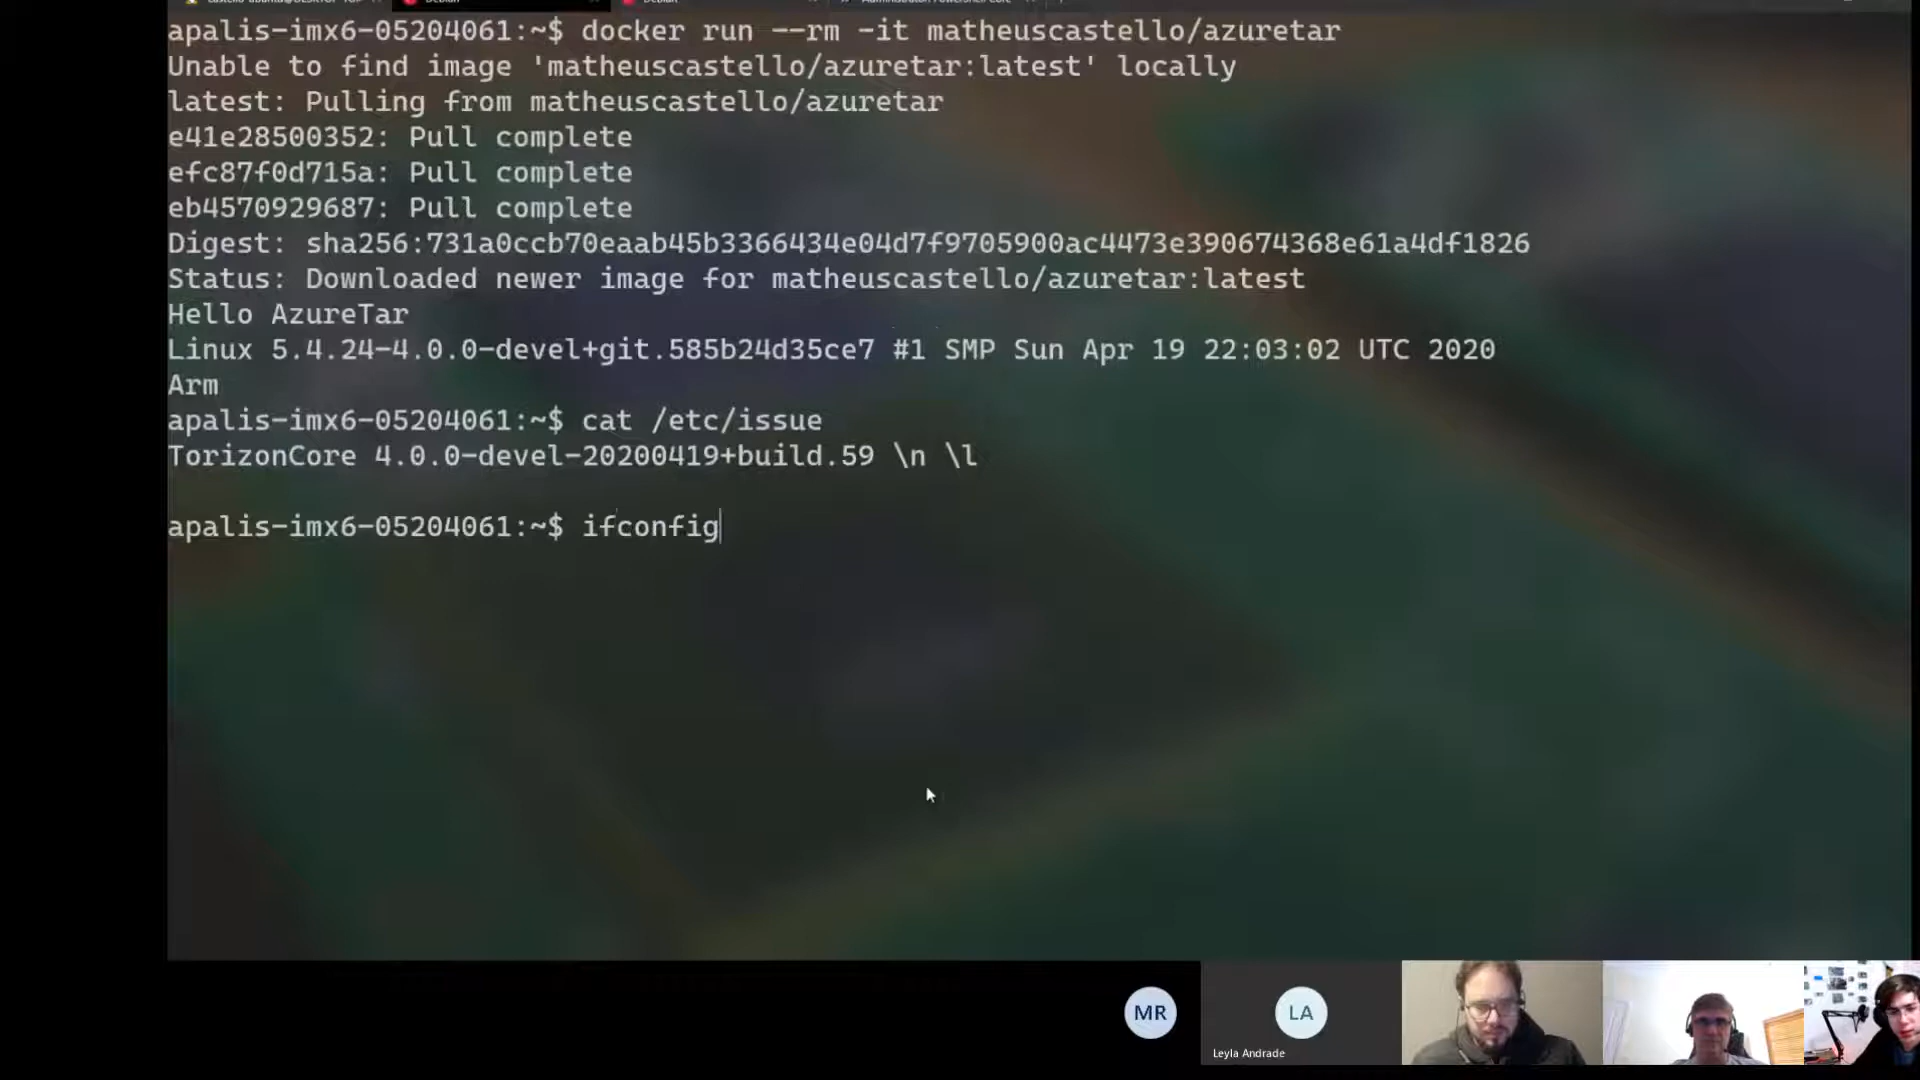 apalis-imx6-05204061:~$ docker run --rm -it matheuscastello/azuretar
Unable to find image 'matheuscastello/azuretar:latest' locally
latest: Pulling from matheuscastello/azuretar
e41e28500352: Pull complete
efc87f0d715a: Pull complete
eb4570929687: Pull complete
Digest: sha256:731a0ccb70eaab45b3366434e04d7f9705900ac4473e390674368e61a4df1826
Status: Downloaded newer image for matheuscastello/azuretar:latest
Hello AzureTar
Linux 5.4.24-4.0.0-devel+git.585b24d35ce7 #1 SMP Sun Apr 19 22:03:02 UTC 2020
Arm
apalis-imx6-05204061:~$ cat /etc/issue
TorizonCore 4.0.0-devel-20200419+build.59 \n \l
apalis-imx6-05204061:~$ ifconfig
MR
LA
Leyla Andrade